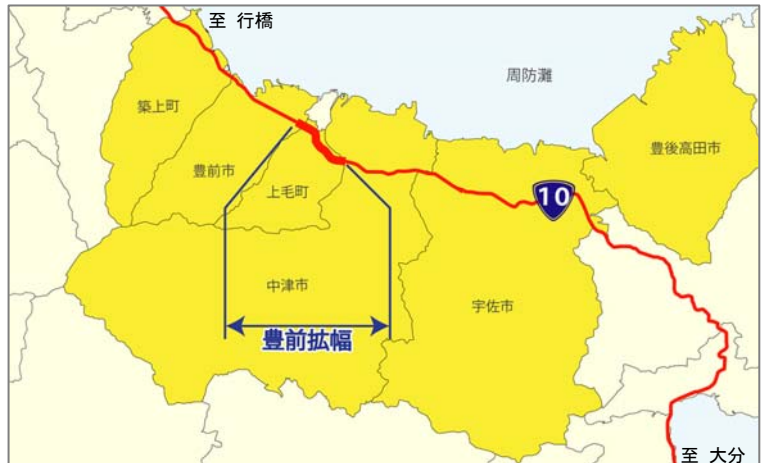 至 行橋
周防灘
築上町
豊後高田市
豊前市
上毛町
10
中津市
宇佐市
豊前拡幅
至 大分